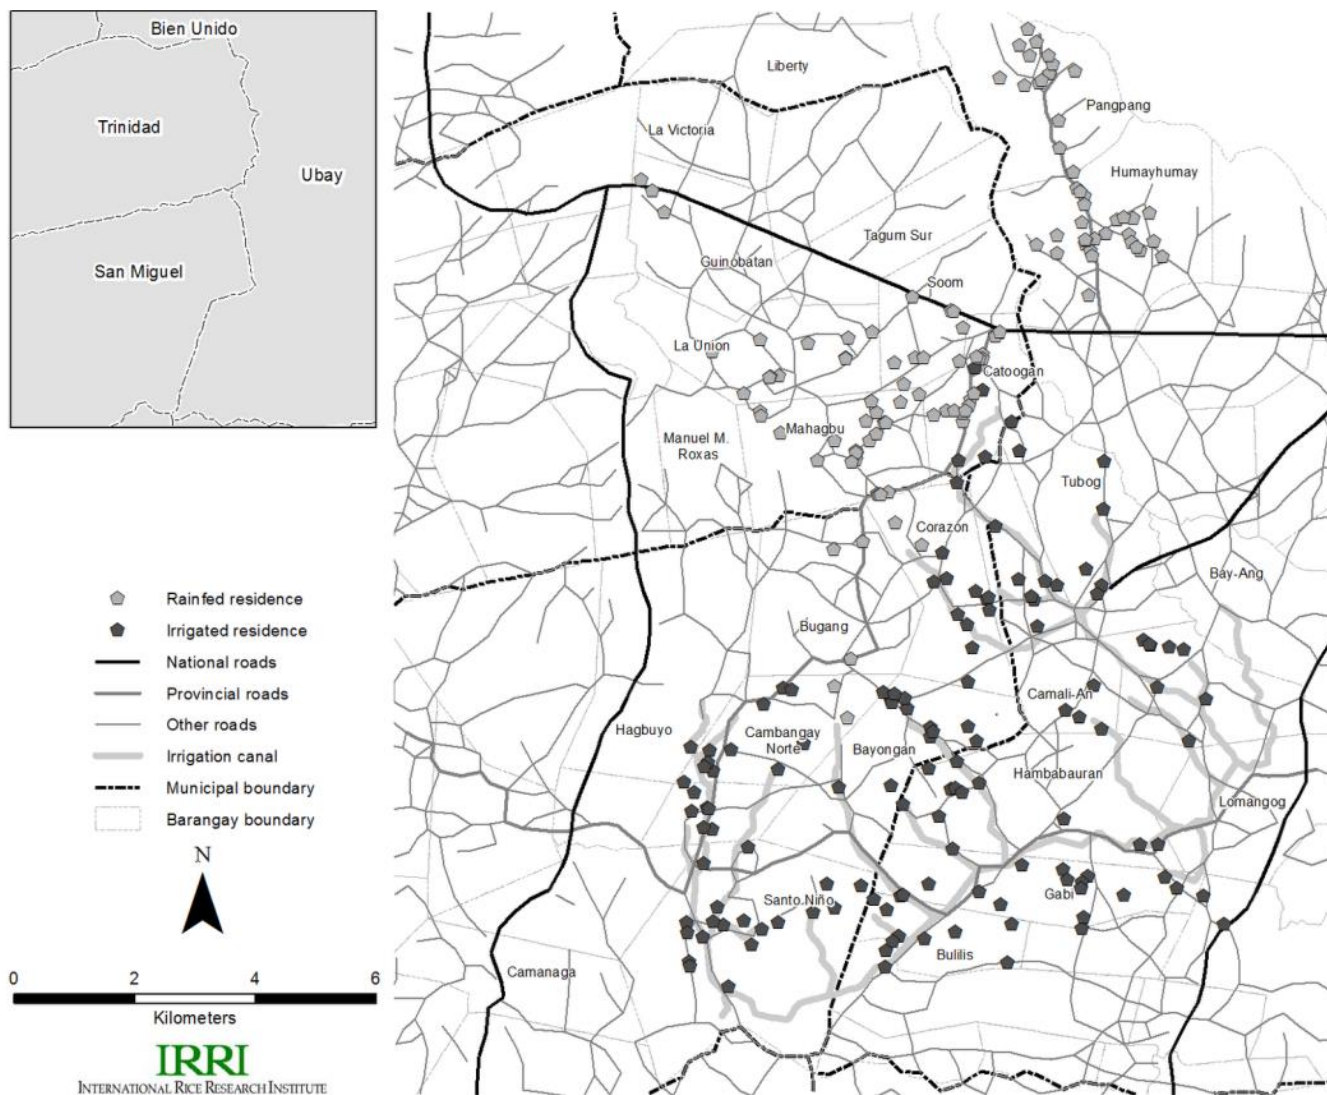 Bien Unido
Trinidad
Ubay
San Miguel
Liberty
La Victoria
Pangpang
Humayhumay
Tagum Sur
Guinobatan
Soom
La Union
Catoogan
Mahagbu
Manuel M.
Roxas
Tubog
Corazon
Bay-Ang
Bugang
Camali-An
Hagbuyo
Cambangay
Norte
Bayongan
Hambabauran
Lomangog
Santo Niño
Gabi
Bulilis
Camanaga
Rainfed residence
Irrigated residence
National roads
Provincial roads
Other roads
Irrigation canal
Municipal boundary
Barangay boundary
N
0 2 4 6
Kilometers
IRRI
INTERNATIONAL RICE RESEARCH INSTITUTE